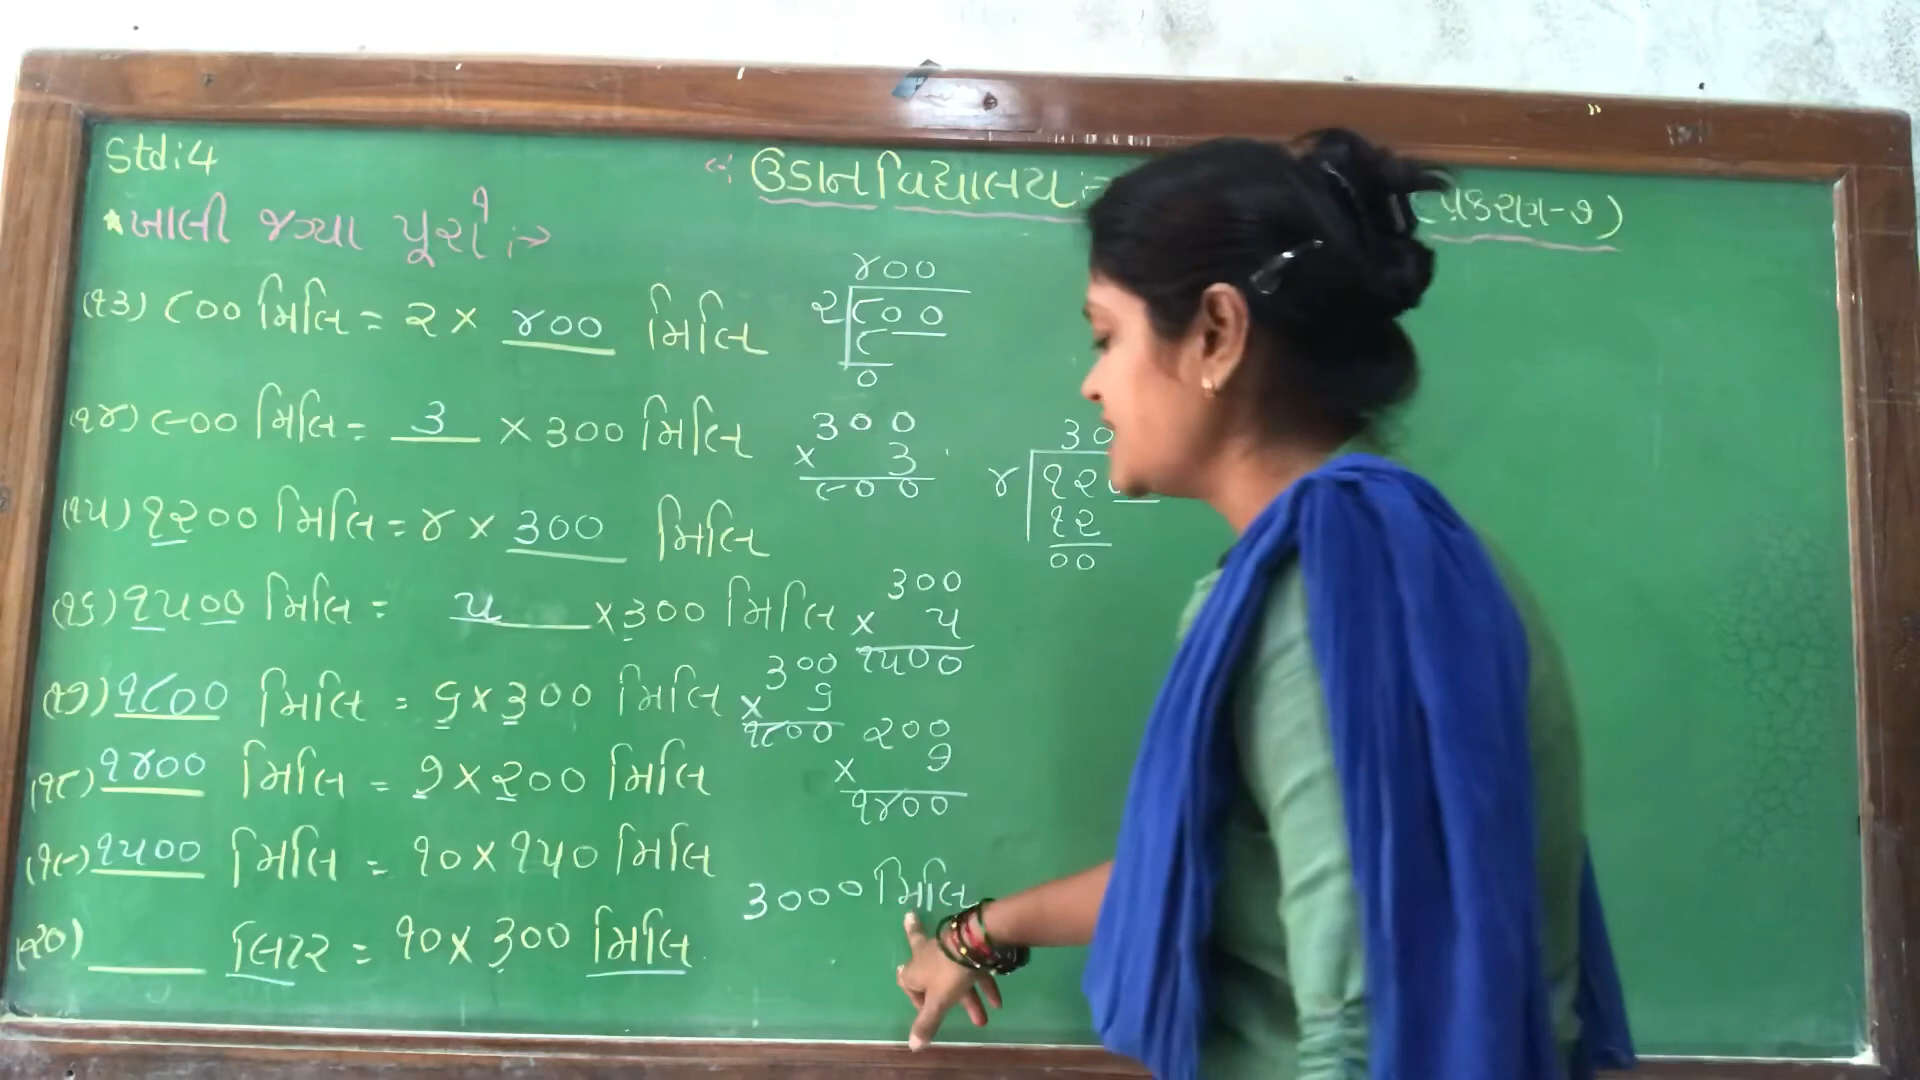 Std:4
ઉડાન વિદ્યાલય :-
(પ્રકરણ-૭)
* ખાલી જગ્યા પૂરો :→
(૧૩) ૮૦૦ મિલિ = ૨ × ૪૦૦ મિલિ
(૧૪) ૯૦૦ મિલિ = ૩ × ૩૦૦ મિલિ
(૧૫) ૧૨૦૦ મિલિ = ૪ × ૩૦૦ મિલિ
(૧૬) ૧૫૦૦ મિલિ = ૫ × ૩૦૦ મિલિ
(૧૭) ૧૮૦૦ મિલિ = ૬ × ૩૦૦ મિલિ
(૧૮) ૧૪૦૦ મિલિ = ૭ × ૨૦૦ મિલિ
(૧૯) ૧૫૦૦ મિલિ = ૧૦ × ૧૫૦ મિલિ
(૨૦) ____ લિટર = ૧૦ × ૩૦૦ મિલિ
૪૦૦
૨ ૮૦૦
૮
૦
૩૦૦
× ૩
૯૦૦
૩૦
૪ ૧૨
૧૨
૦૦
૩૦૦
× ૫
૧૫૦૦
૩૦૦
× ૬
૧૮૦૦
૨૦૦
× ૭
૧૪૦૦
૩૦૦૦ મિલિ